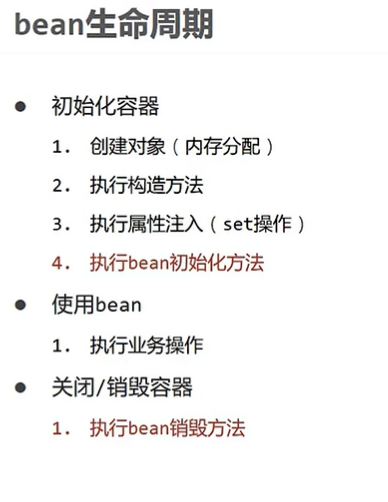 bean生命周期
● 初始化容器
1. 创建对象（内存分配）
2. 执行构造方法
3. 执行属性注入（set操作）
4. 执行bean初始化方法
● 使用bean
1. 执行业务操作
● 关闭/销毁容器
1. 执行bean销毁方法